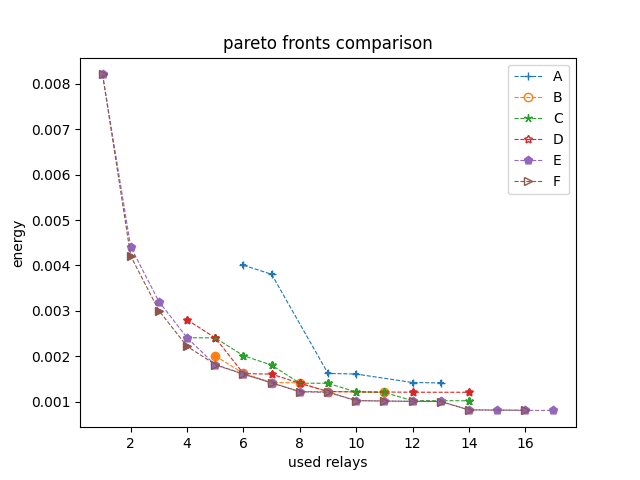 pareto fronts comparison
0.008
0.007
0.006
0.005
0.004
0.003
0.002
0.001
energy
2 4 6 8 10 12 14 16
used relays
A
B
C
D
E
F